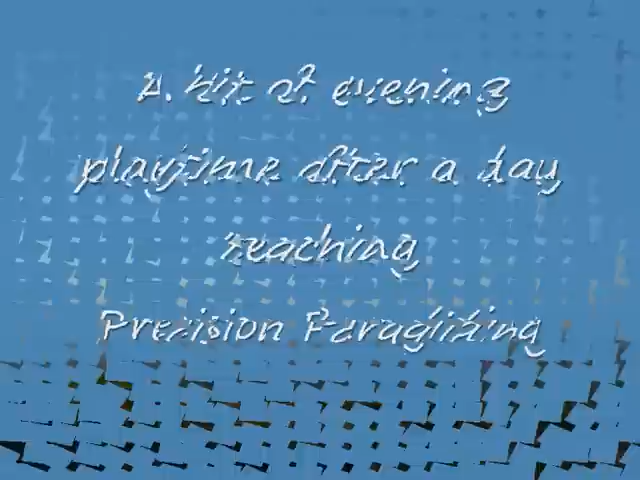 A bit of evening
playtime after a day
teaching
Precision Paragliding